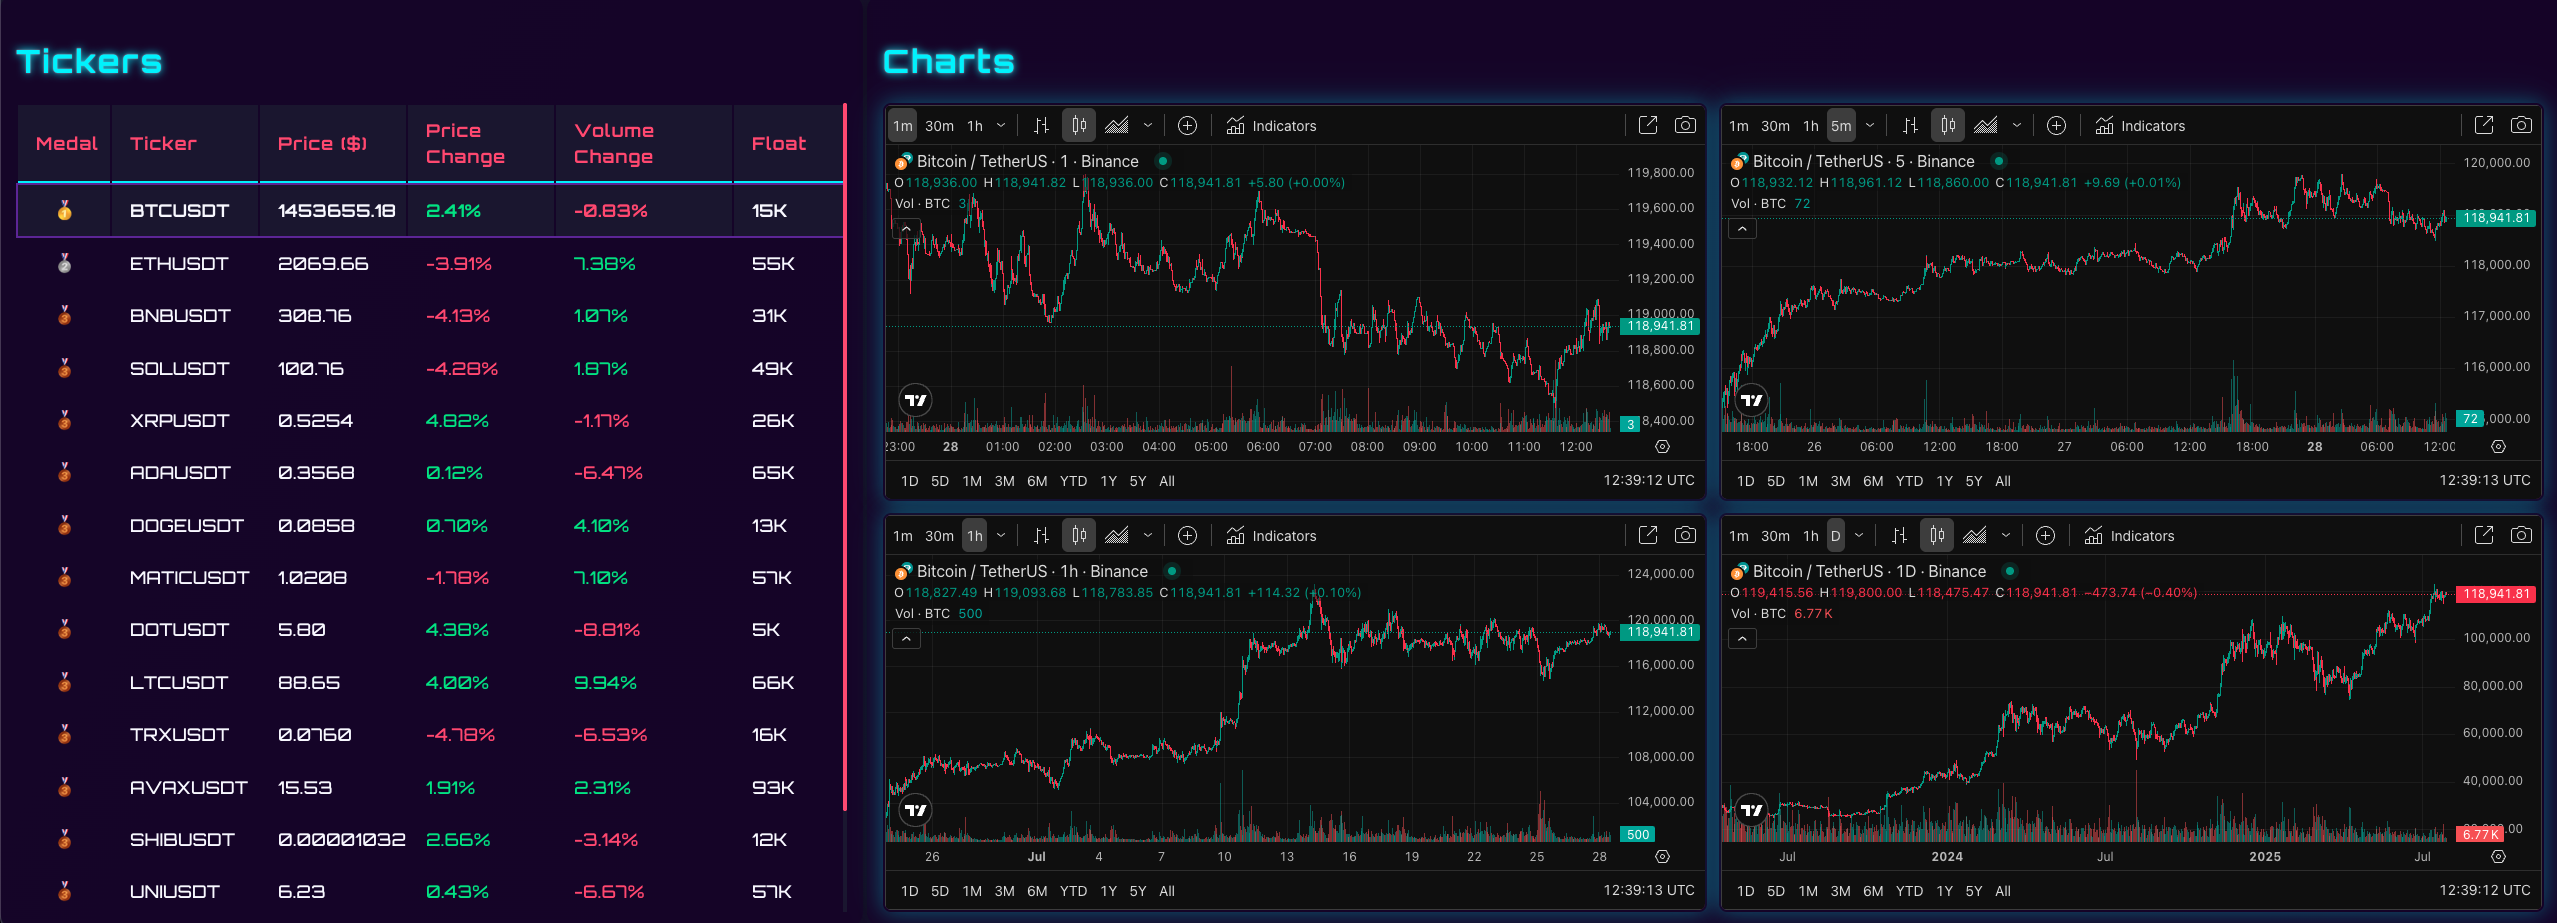 Tickers
Medal Ticker Price ($) Price Change Volume Change Float
1 BTCUSDT 1453655.18 2.41% -0.83% 15K
2 ETHUSDT 2069.66 -3.91% 7.38% 55K
3 BNBUSDT 308.76 -4.13% 1.07% 31K
3 SOLUSDT 100.76 -4.28% 1.87% 49K
3 XRPUSDT 0.5254 4.82% -1.17% 26K
3 ADAUSDT 0.3568 0.12% -6.47% 65K
3 DOGEUSDT 0.0858 0.70% 4.10% 13K
3 MATICUSDT 1.0208 -1.78% 7.10% 57K
3 DOTUSDT 5.80 4.38% -8.81% 5K
3 LTCUSDT 88.65 4.00% 9.94% 66K
3 TRXUSDT 0.0760 -4.78% -6.53% 16K
3 AVAXUSDT 15.53 1.91% 2.31% 93K
3 SHIBUSDT 0.00001032 2.66% -3.14% 12K
3 UNIUSDT 6.23 0.43% -6.67% 57K
Charts
1m 30m 1h Indicators
Bitcoin / TetherUS · 1 · Binance
O118,936.00 H118,941.82 L118,936.00 C118,941.81 +5.80 (+0.00%)
Vol · BTC 3
119,800.00
119,600.00
119,400.00
119,200.00
119,000.00
118,941.81
118,800.00
118,600.00
3
23:00 28 01:00 02:00 03:00 04:00 05:00 06:00 07:00 08:00 09:00 10:00 11:00 12:00
1D 5D 1M 3M 6M YTD 1Y 5Y All 12:39:12 UTC
1m 30m 1h 5m Indicators
Bitcoin / TetherUS · 5 · Binance
O118,932.12 H118,961.12 L118,860.00 C118,941.81 +9.69 (+0.01%)
Vol · BTC 72
120,000.00
118,941.81
118,000.00
117,000.00
116,000.00
72
18:00 26 06:00 12:00 18:00 27 06:00 12:00 18:00 28 06:00 12:00
1D 5D 1M 3M 6M YTD 1Y 5Y All 12:39:13 UTC
1m 30m 1h Indicators
Bitcoin / TetherUS · 1h · Binance
O118,827.49 H119,093.68 L118,783.85 C118,941.81 +114.32 (+0.10%)
Vol · BTC 500
124,000.00
120,000.00
118,941.81
116,000.00
112,000.00
108,000.00
104,000.00
500
26 Jul 4 7 10 13 16 19 22 25 28
1D 5D 1M 3M 6M YTD 1Y 5Y All 12:39:13 UTC
1m 30m 1h D Indicators
Bitcoin / TetherUS · 1D · Binance
O119,415.56 H119,800.00 L118,475.47 C118,941.81 −473.74 (−0.40%)
Vol · BTC 6.77K
118,941.81
100,000.00
80,000.00
60,000.00
40,000.00
6.77K
Jul 2024 Jul 2025 Jul
1D 5D 1M 3M 6M YTD 1Y 5Y All 12:39:12 UTC